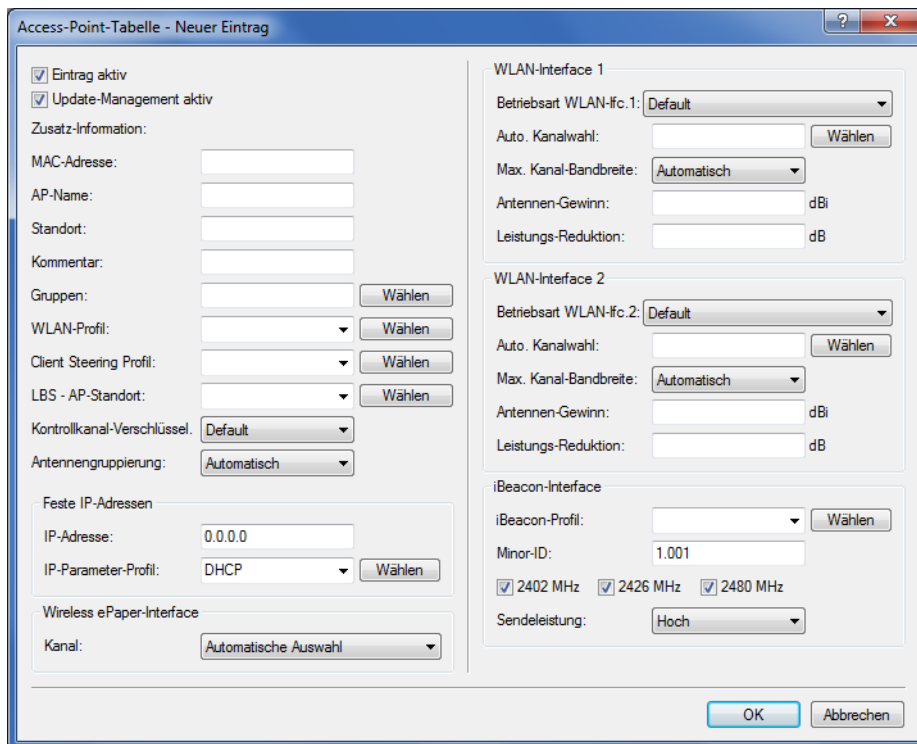 Access-Point-Tabelle - Neuer Eintrag
?
X
Eintrag aktiv
Update-Management aktiv
Zusatz-Information:
MAC-Adresse:
AP-Name:
Standort:
Kommentar:
Gruppen: Wählen
WLAN-Profil: Wählen
Client Steering Profil: Wählen
LBS - AP-Standort: Wählen
Kontrollkanal-Verschlüssel. Default
Antennengruppierung: Automatisch
Feste IP-Adressen
IP-Adresse: 0.0.0.0
IP-Parameter-Profil: DHCP Wählen
Wireless ePaper-Interface
Kanal: Automatische Auswahl
WLAN-Interface 1
Betriebsart WLAN-Ifc.1: Default
Auto. Kanalwahl: Wählen
Max. Kanal-Bandbreite: Automatisch
Antennen-Gewinn: dBi
Leistungs-Reduktion: dB
WLAN-Interface 2
Betriebsart WLAN-Ifc.2: Default
Auto. Kanalwahl: Wählen
Max. Kanal-Bandbreite: Automatisch
Antennen-Gewinn: dBi
Leistungs-Reduktion: dB
iBeacon-Interface
iBeacon-Profil: Wählen
Minor-ID: 1.001
2402 MHz 2426 MHz 2480 MHz
Sendeleistung: Hoch
OK Abbrechen